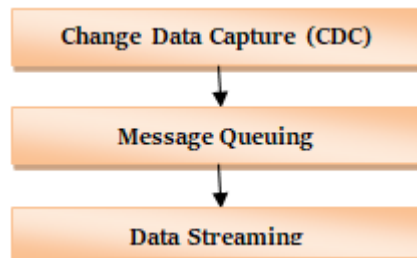 Change Data Capture (CDC)
Message Queuing
Data Streaming